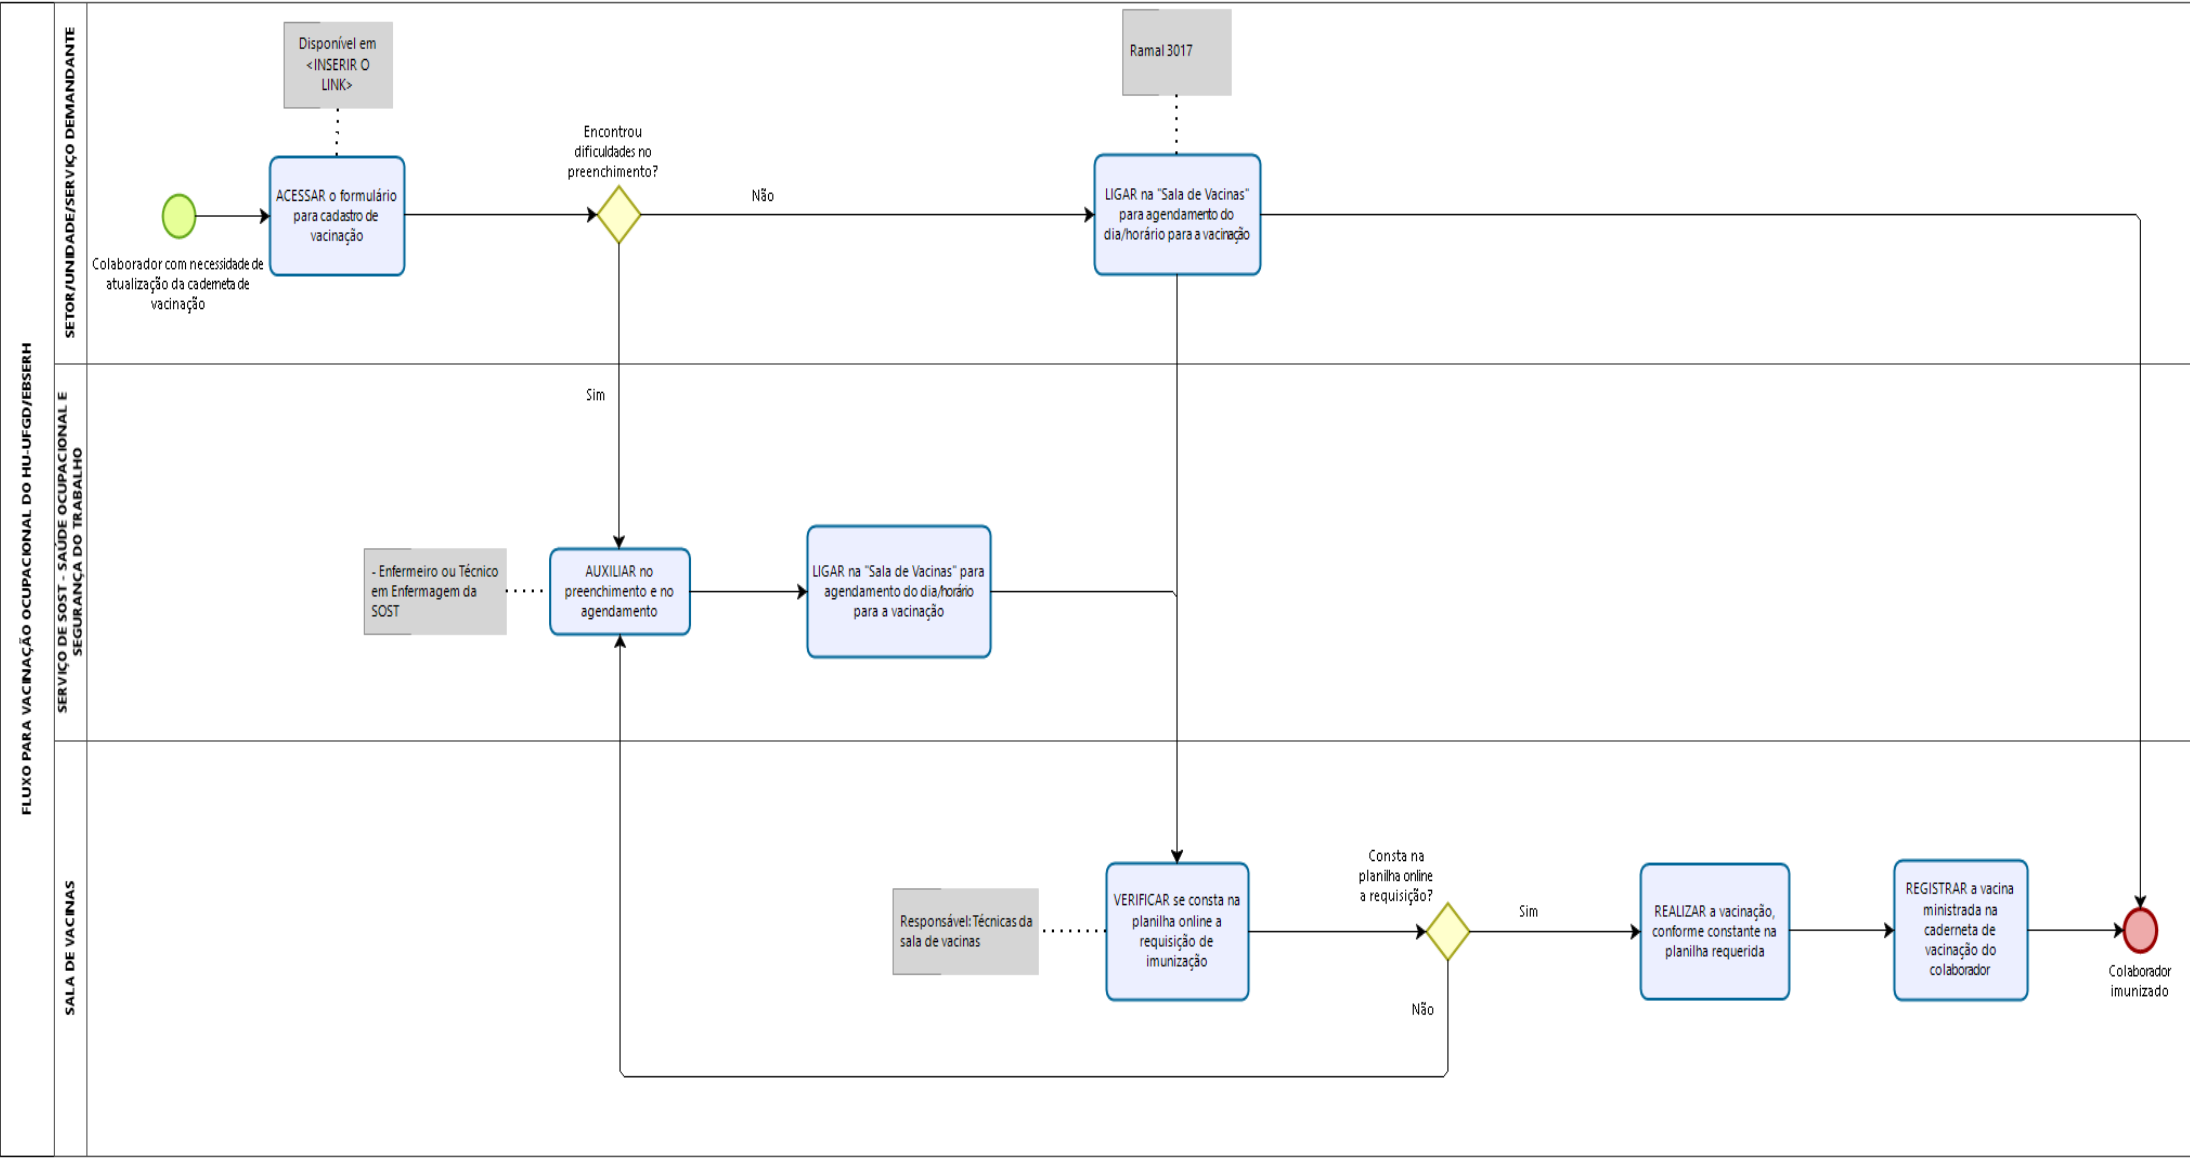 FLUXO PARA VACINAÇÃO OCUPACIONAL DO HU-UFGD/EBSERH
SETOR/UNIDADE/SERVIÇO DEMANDANTE
Disponível em
<INSERIR O
LINK>
Ramal 3017
Encontrou
dificuldades no
preenchimento?
ACESSAR o formulário
para cadastro de
vacinação
Não
LIGAR na "Sala de Vacinas"
para agendamento do
dia/horário para a vacinação
Colaborador com necessidade de
atualização da caderneta de
vacinação
SERVIÇO DE SOST - SAÚDE OCUPACIONAL E
SEGURANÇA DO TRABALHO
Sim
- Enfermeiro ou Técnico
em Enfermagem da
SOST
AUXILIAR no
preenchimento e no
agendamento
LIGAR na "Sala de Vacinas" para
agendamento do dia/horário
para a vacinação
SALA DE VACINAS
Responsável: Técnicas da
sala de vacinas
VERIFICAR se consta na
planilha online a
requisição de
imunização
Consta na
planilha online
a requisição?
Sim
Não
REALIZAR a vacinação,
conforme constante na
planilha requerida
REGISTRAR a vacina
ministrada na
caderneta de
vacinação do
colaborador
Colaborador
imunizado